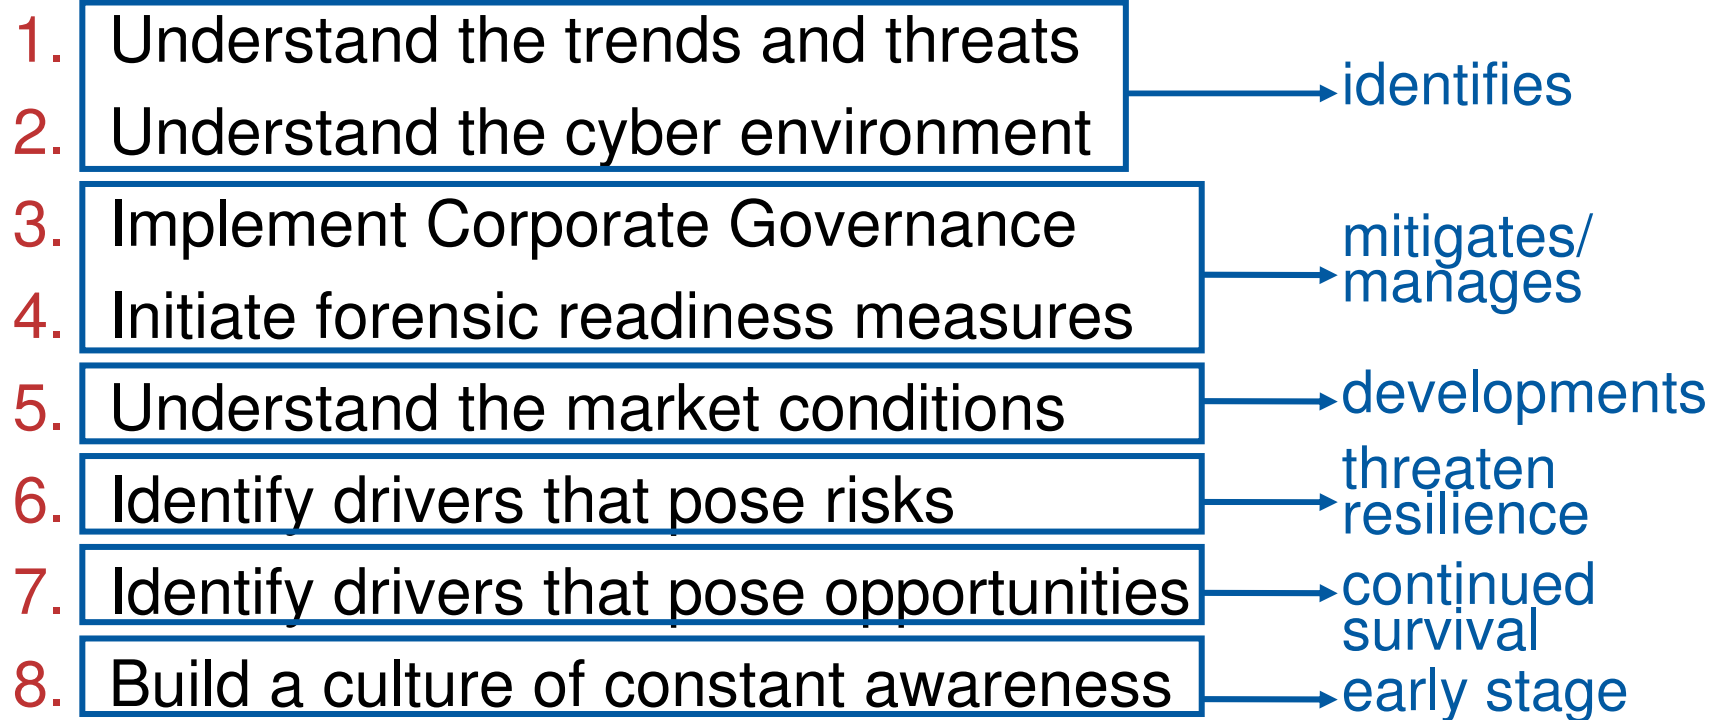 1. Understand the trends and threats
2. Understand the cyber environment
identifies
3. Implement Corporate Governance
4. Initiate forensic readiness measures
mitigates/
manages
5. Understand the market conditions
developments
6. Identify drivers that pose risks
threaten
resilience
7. Identify drivers that pose opportunities
continued
survival
8. Build a culture of constant awareness
early stage